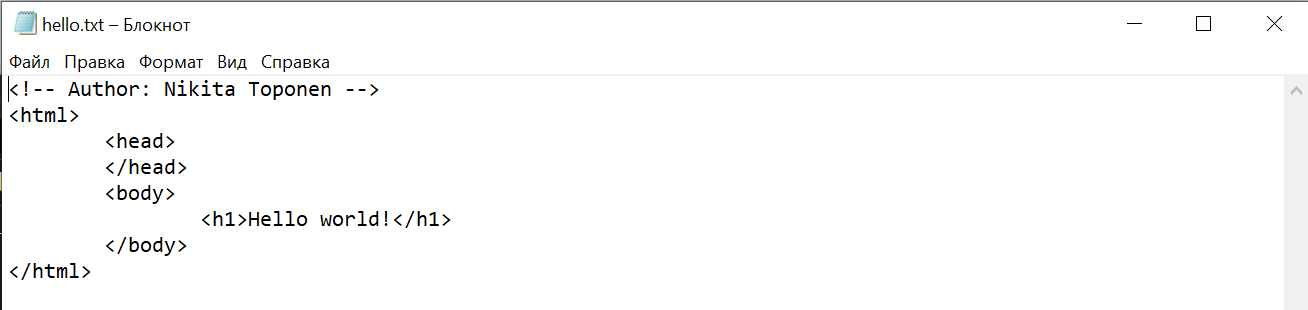 hello.txt – Блокнот
Файл Правка Формат Вид Справка
<!-- Author: Nikita Toponen -->
<html>
<head>
</head>
<body>
<h1>Hello world!</h1>
</body>
</html>